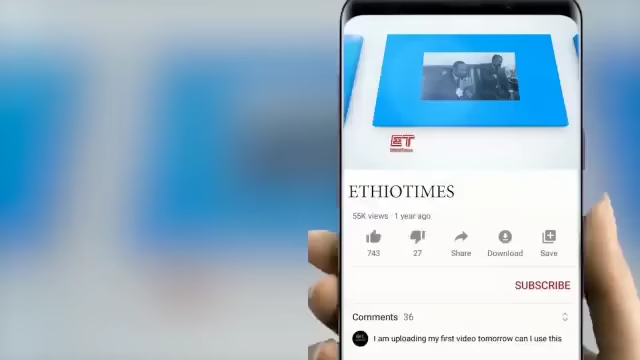 ET
ETHIOTIMES
55K views · 1 year ago
743
27
Share
Download
Save
SUBSCRIBE
Comments 36
I am uploading my first video tomorrow can I use this